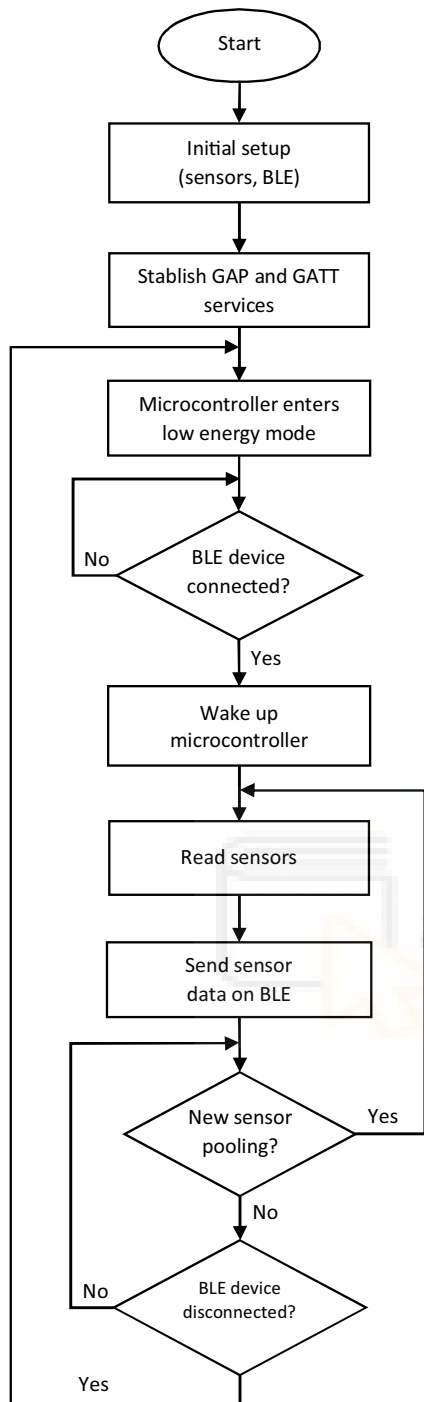 Start
Initial setup
(sensors, BLE)
Stablish GAP and GATT
services
Microcontroller enters
low energy mode
No
BLE device
connected?
Yes
Wake up
microcontroller
Read sensors
Send sensor
data on BLE
New sensor
pooling?
Yes
No
No
BLE device
disconnected?
Yes